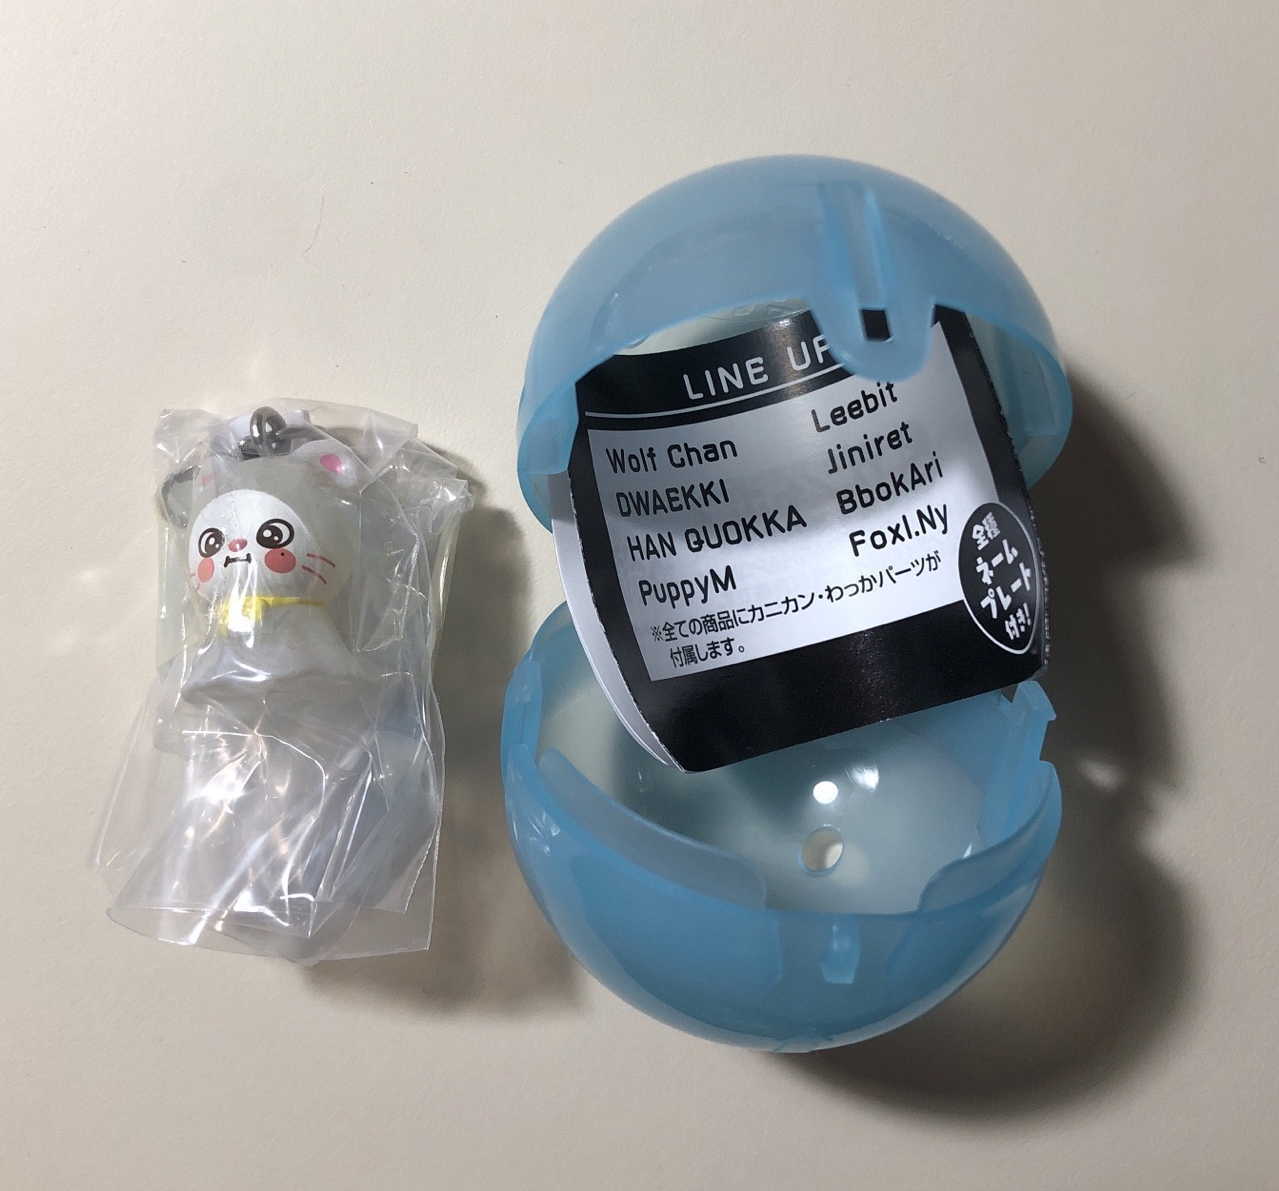 LINE UP
Wolf Chan
DWAEKKI
HAN QUOKKA
PuppyM
Leebit
Jiniret
BbokAri
FoxI.Ny
※全ての商品にカニカン・わっかパーツが
付属します。
全種
ネーム
プレート
付き!